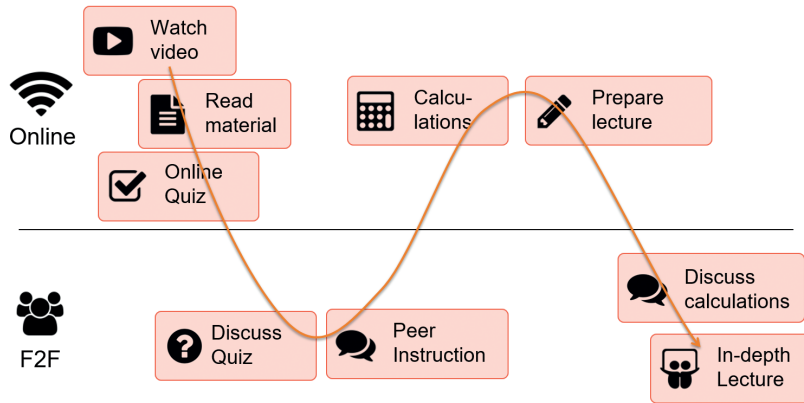 Watch
video
Online
Read
material
Online
Quiz
Calcu-
lations
Prepare
lecture
F2F
Discuss
Quiz
Peer
Instruction
Discuss
calculations
In-depth
Lecture